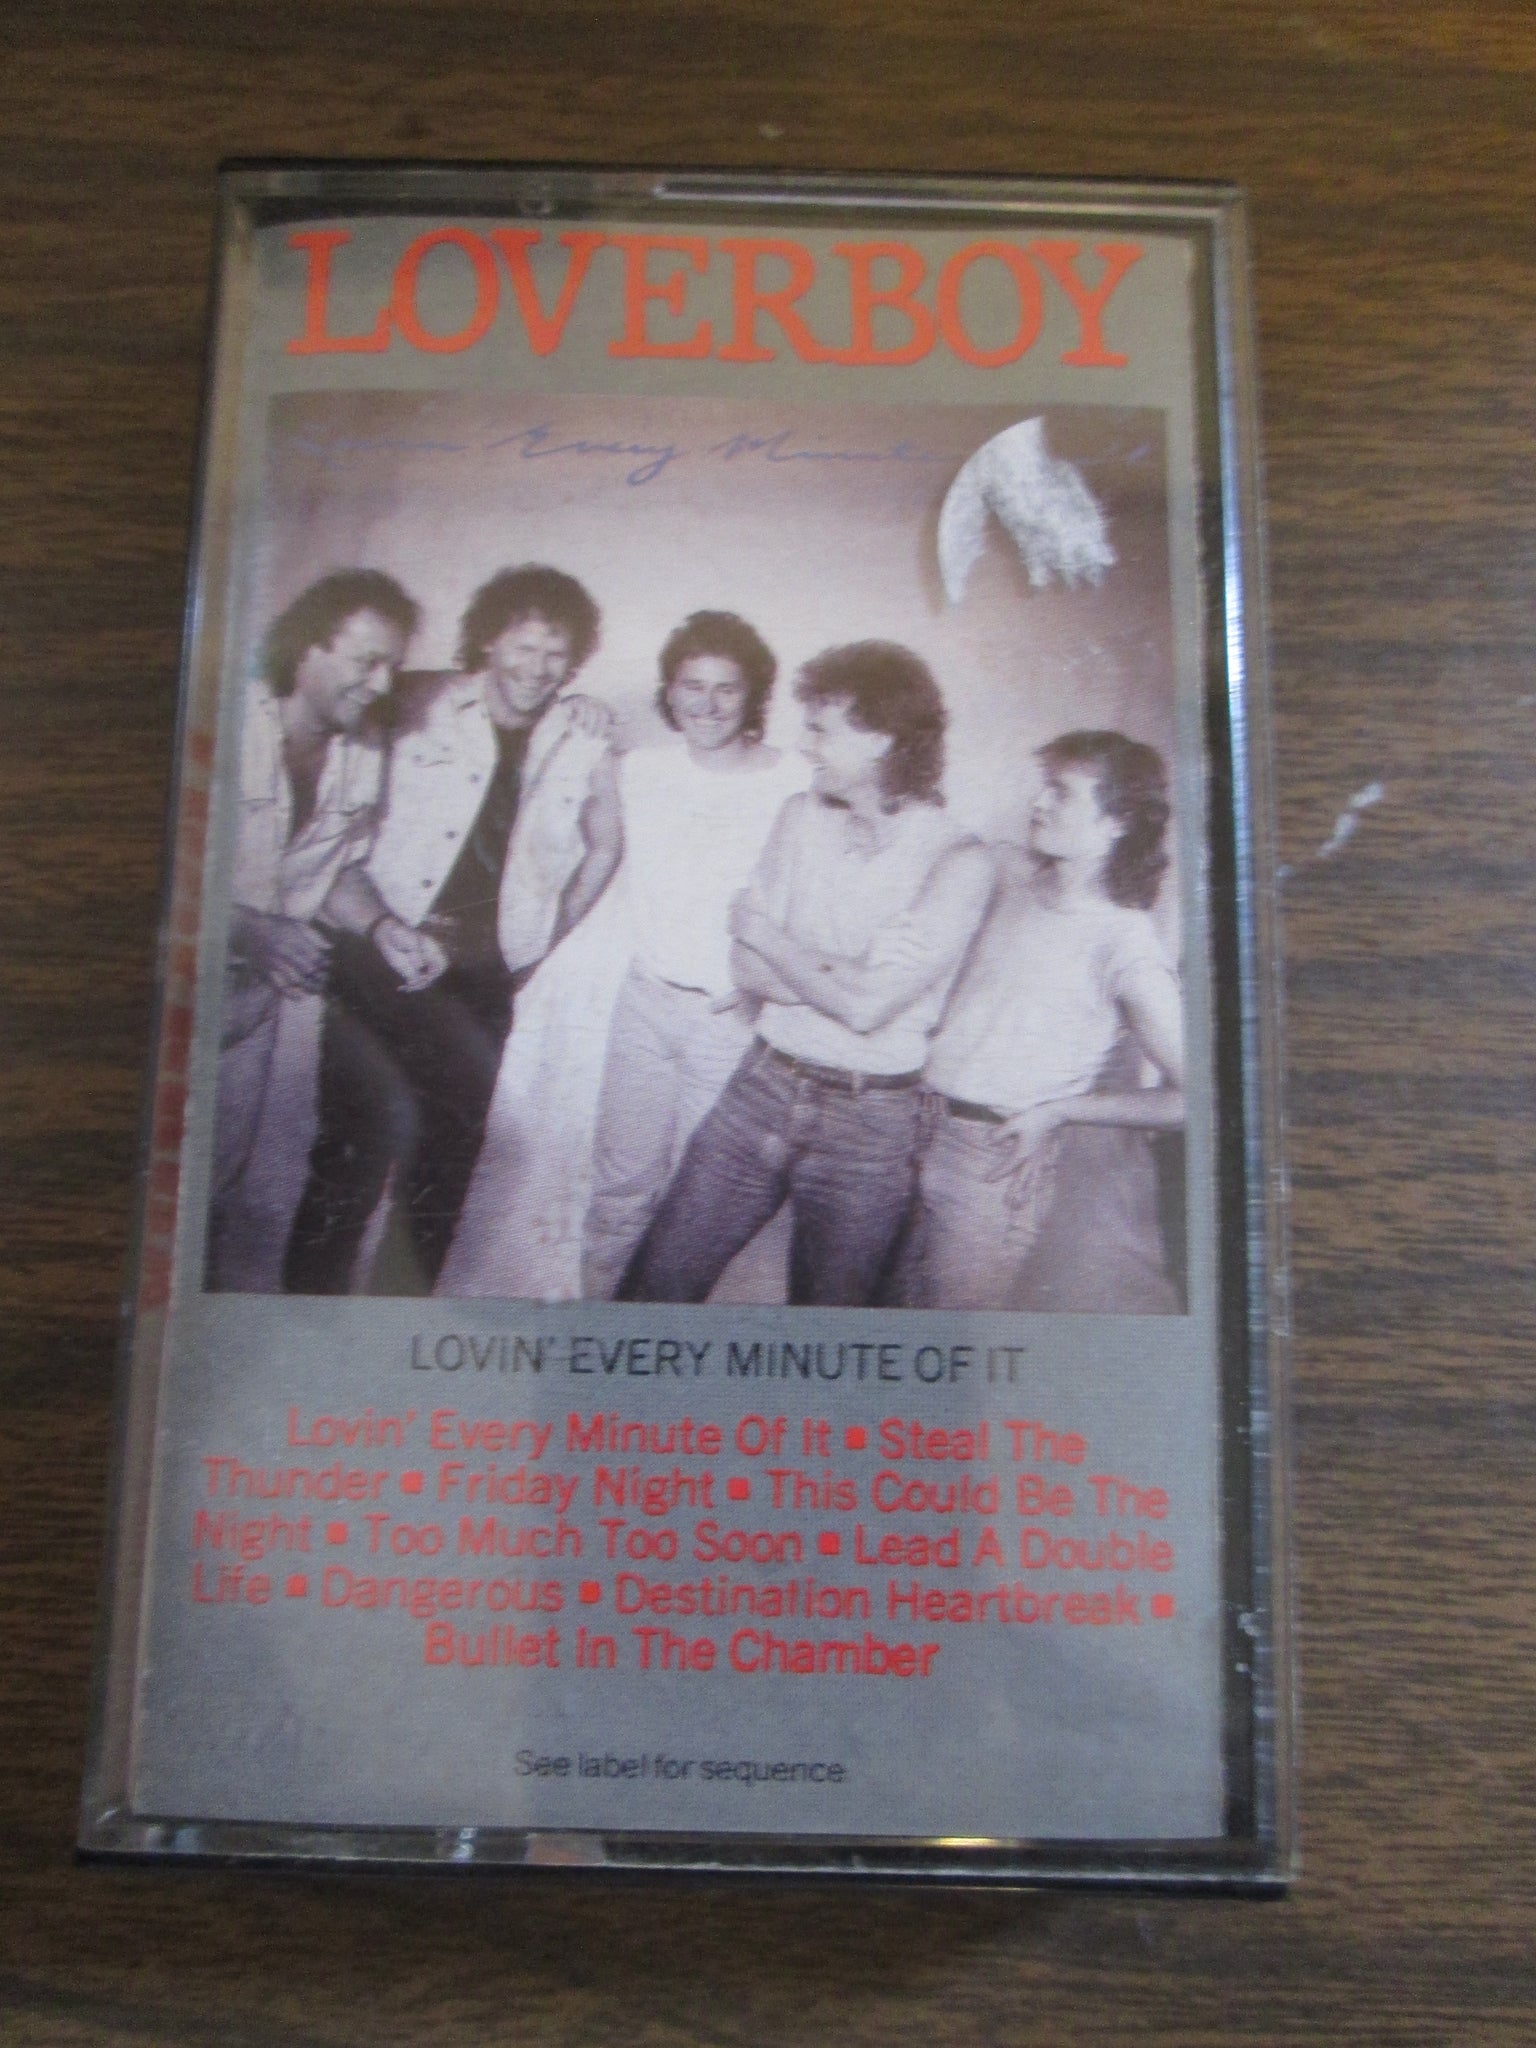 LOVERBOY
Every Minute
LOVIN' EVERY MINUTE OF IT
Lovin' Every Minute Of It ▪ Steal The
Thunder ▪ Friday Night ▪ This Could Be The
Night ▪ Too Much Too Soon ▪ Lead A Double
Life ▪ Dangerous ▪ Destination Heartbreak ▪
Bullet In The Chamber
See label for sequence